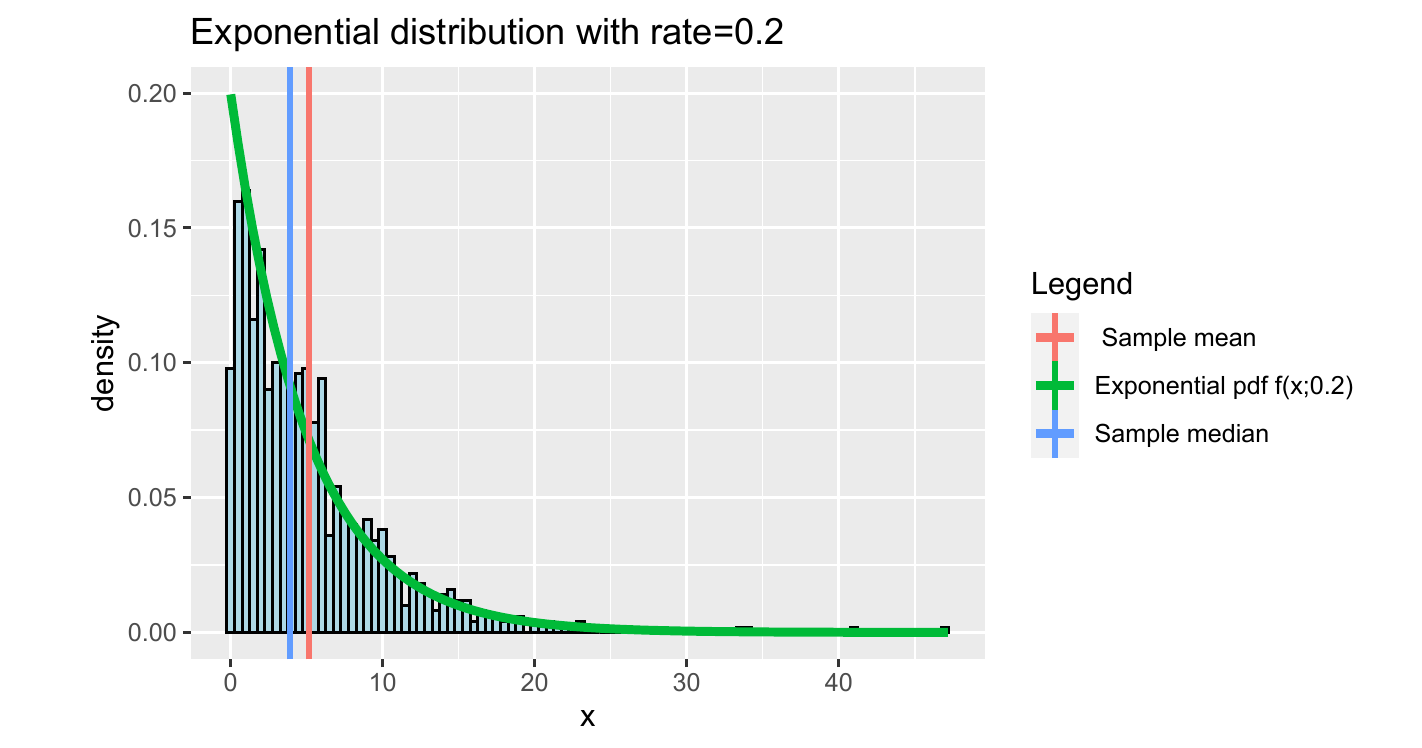 Exponential distribution with rate=0.2
0.20
0.15
0.10
0.05
0.00
density
0 10 20 30 40
x
Legend
Sample mean
Exponential pdf f(x;0.2)
Sample median